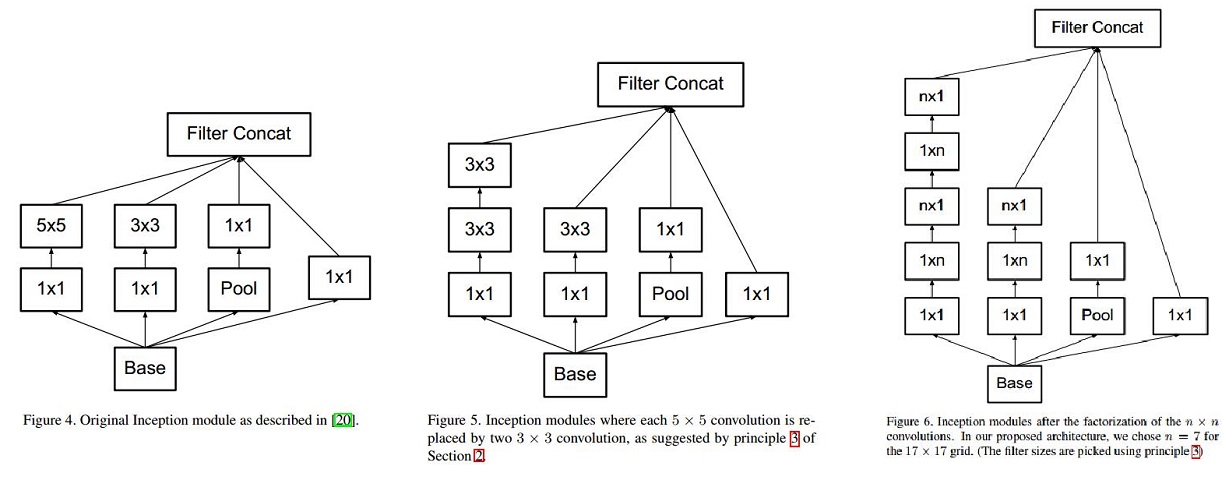 Filter Concat
5x5
3x3
1x1
1x1
1x1
Pool
1x1
Base
Figure 4. Original Inception module as described in [20].
Filter Concat
3x3
3x3
3x3
1x1
1x1
1x1
Pool
1x1
Base
Figure 5. Inception modules where each 5 × 5 convolution is re-
placed by two 3 × 3 convolution, as suggested by principle 3 of
Section 2.
Filter Concat
nx1
1xn
nx1
nx1
1xn
1xn
1x1
1x1
1x1
Pool
1x1
Base
Figure 6. Inception modules after the factorization of the n × n
convolutions. In our proposed architecture, we chose n = 7 for
the 17 × 17 grid. (The filter sizes are picked using principle 3)